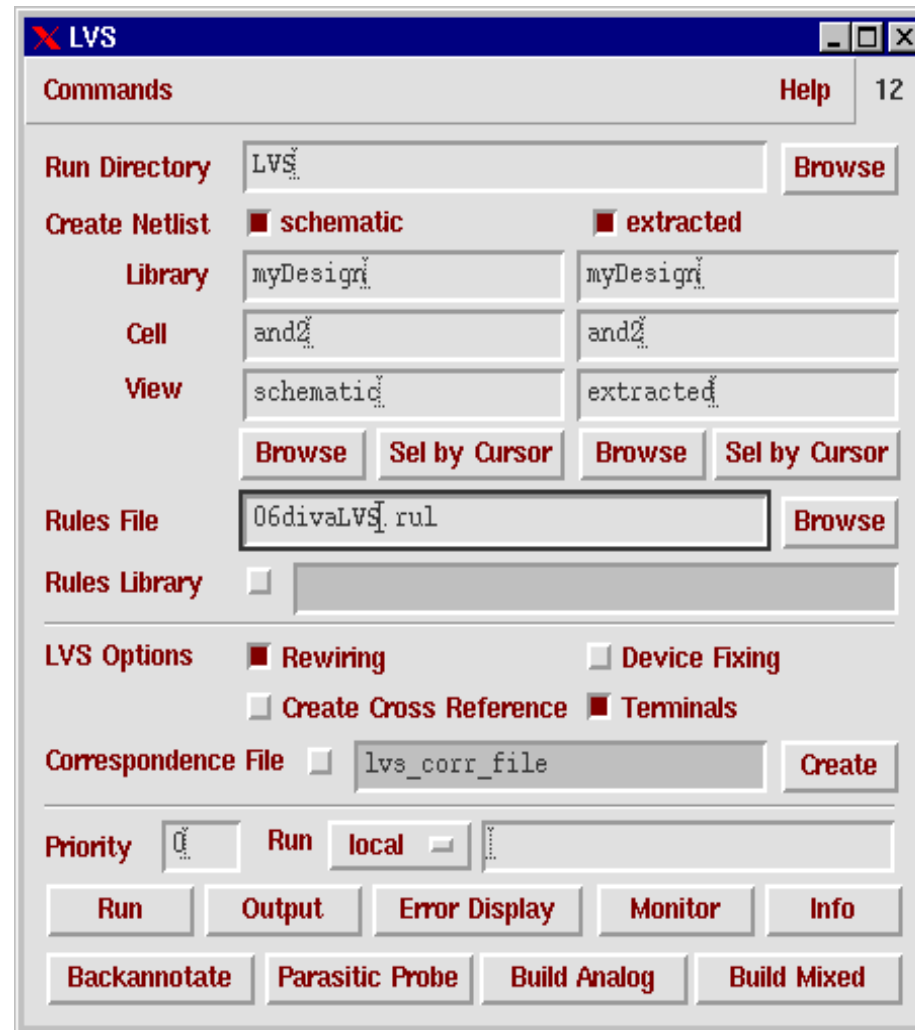 LVS
Commands Help 12
Run Directory LVS Browse
Create Netlist schematic extracted
Library myDesign myDesign
Cell and2 and2
View schematic extracted
Browse Sel by Cursor Browse Sel by Cursor
Rules File 06divaLVS.rul Browse
Rules Library
LVS Options Rewiring Device Fixing
Create Cross Reference Terminals
Correspondence File lvs_corr_file Create
Priority 0 Run local
Run Output Error Display Monitor Info
Backannotate Parasitic Probe Build Analog Build Mixed